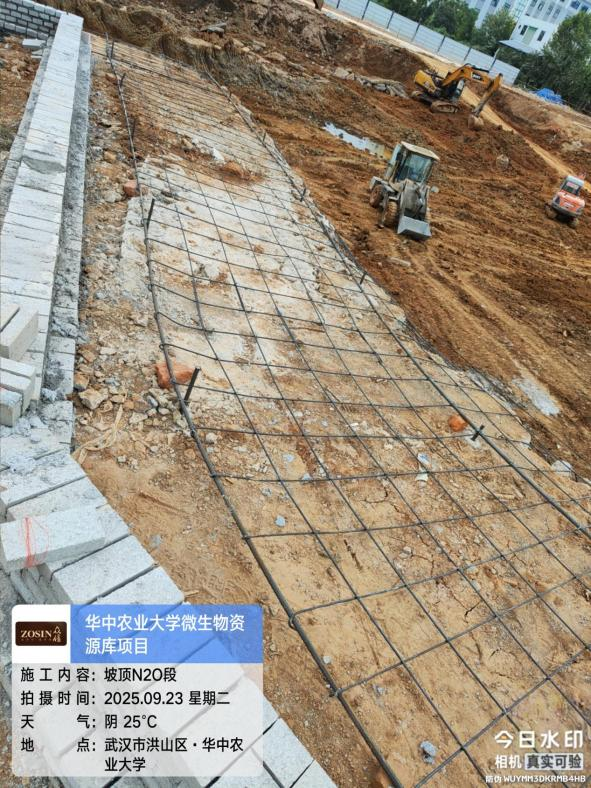 ZOSIN
华中农业大学微生物资
源库项目
施工内容：坡顶N2O段
拍摄时间：2025.09.23 星期二
天气：阴 25°C
地点：武汉市洪山区·华中农
业大学
今日水印
相机 真实可验
防伪 WUYMM3DKRMB4HB